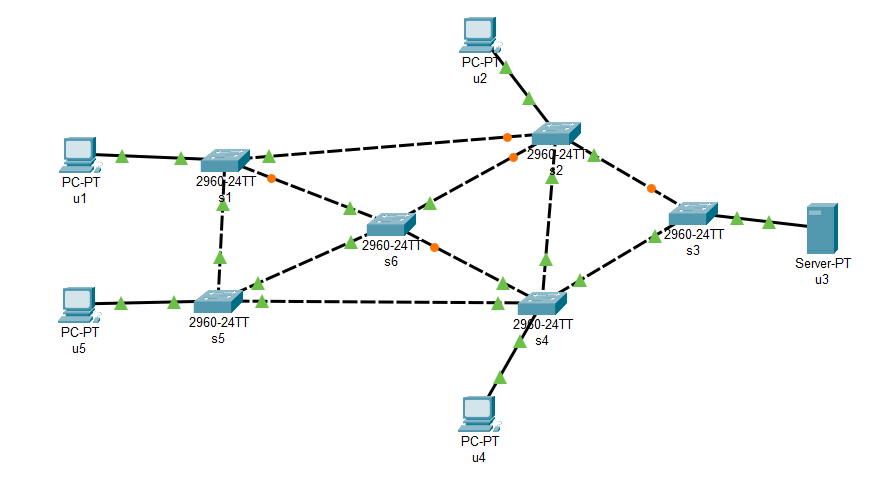 PC-PT
u2
2960-24TT
s2
PC-PT
u1
2960-24TT
s1
2960-24TT
s6
2960-24TT
s3
Server-PT
u3
PC-PT
u5
2960-24TT
s5
2960-24TT
s4
PC-PT
u4